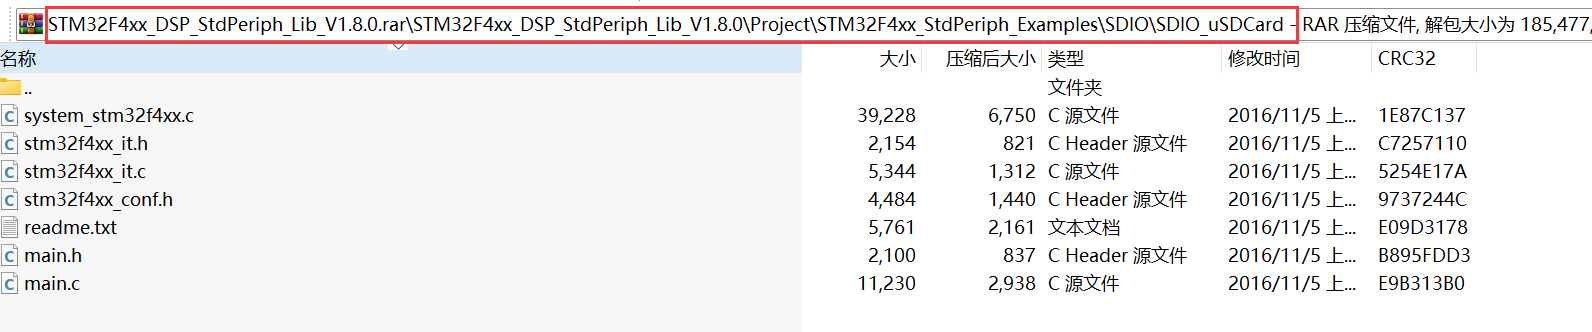 STM32F4xx_DSP_StdPeriph_Lib_V1.8.0.rar\STM32F4xx_DSP_StdPeriph_Lib_V1.8.0\Project\STM32F4xx_StdPeriph_Examples\SDIO\SDIO_uSDCard - RAR 压缩文件, 解包大小为 185,477,
名称 大小 压缩后大小 类型 修改时间 CRC32
.. 文件夹
system_stm32f4xx.c 39,228 6,750 C 源文件 2016/11/5 上... 1E87C137
stm32f4xx_it.h 2,154 821 C Header 源文件 2016/11/5 上... C7257110
stm32f4xx_it.c 5,344 1,312 C 源文件 2016/11/5 上... 5254E17A
stm32f4xx_conf.h 4,484 1,440 C Header 源文件 2016/11/5 上... 9737244C
readme.txt 5,761 2,161 文本文档 2016/11/5 上... E09D3178
main.h 2,100 837 C Header 源文件 2016/11/5 上... B895FDD3
main.c 11,230 2,938 C 源文件 2016/11/5 上... E9B313B0